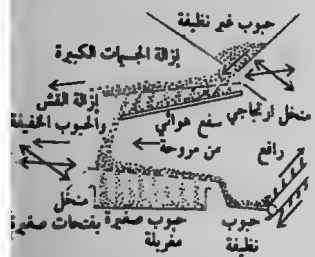 حبوب غير نظيفة
إزالة الحبيبات الكبيرة
إزالة القش
والحبوب الخفيفة
سفع هوائي
من مروحة
منخل ارتجاجي
رافع
منخل
بفتحات صغيرة
حبوب صغيرة
مغربلة
حبوب
نظيفة